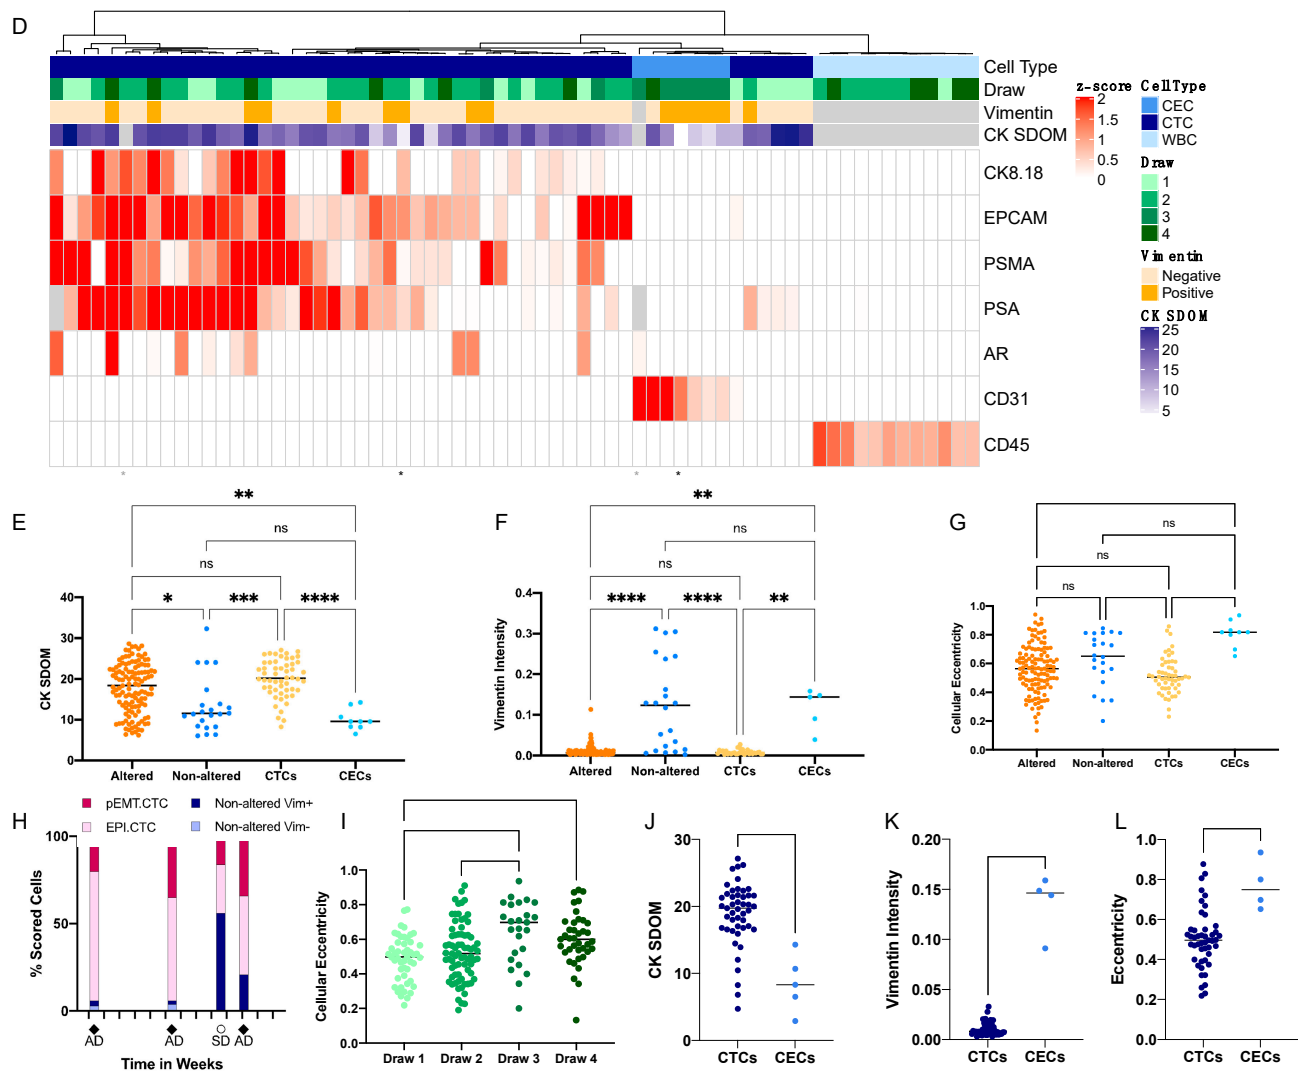 D
Cell Type
Draw
Vimentin
CK SDOM
CK8.18
EPCAM
PSMA
PSA
AR
CD31
CD45
* * * *
z-score
2
1.5
1
0.5
0
CellType
CEC
CTC
WBC
Draw
1
2
3
4
Vimentin
Negative
Positive
CK SDOM
25
20
15
10
5
E
**
ns
ns
* *** ****
CK SDOM
40
30
20
10
0
Altered Non-altered CTCs CECs
F
**
ns
ns
**** **** **
Vimentin Intensity
0.4
0.3
0.2
0.1
0.0
Altered Non-altered CTCs CECs
G
ns
ns
ns
Cellular Eccentricity
1.0
0.8
0.6
0.4
0.2
0.0
Altered Non-altered CTCs CECs
H
pEMT.CTC Non-altered Vim+
EPI.CTC Non-altered Vim-
% Scored Cells
100
50
0
AD AD SD AD
Time in Weeks
I
Cellular Eccentricity
1.0
0.8
0.6
0.4
0.2
0.0
Draw 1 Draw 2 Draw 3 Draw 4
J
CK SDOM
30
20
10
0
CTCs CECs
K
Vimentin Intensity
0.20
0.15
0.10
0.05
0.00
CTCs CECs
L
Eccentricity
1.0
0.8
0.6
0.4
0.2
0.0
CTCs CECs